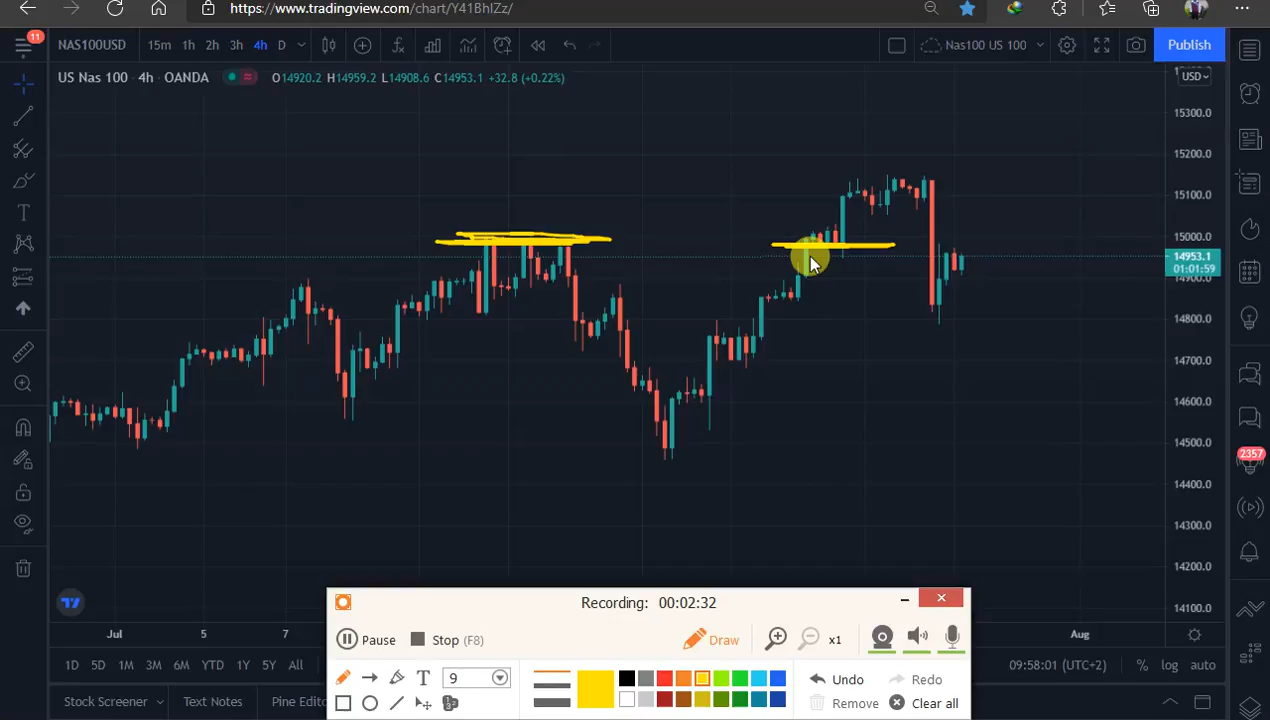 https://www.tradingview.com/chart/Y41BhlZz/
11
NAS100USD 15m 1h 2h 3h 4h D Nas100 US 100 Publish
US Nas 100 · 4h · OANDA O14920.2 H14959.2 L14908.6 C14953.1 +32.8 (+0.22%)
USD
15300.0
15200.0
15100.0
15000.0
14953.1
01:01:59
14900.0
14800.0
14700.0
14600.0
14500.0
14400.0
14300.0
14200.0
14100.0
2357
Jul 5 7 Aug
1D 5D 1M 3M 6M YTD 1Y 5Y All 09:58:01 (UTC+2) % log auto
Stock Screener Text Notes Pine Edito
Recording: 00:02:32
Pause Stop (F8) Draw x1
T 9 Undo Redo
Remove Clear all